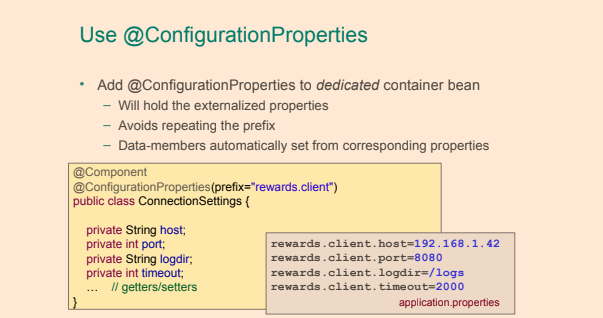 Use @ConfigurationProperties
• Add @ConfigurationProperties to dedicated container bean
– Will hold the externalized properties
– Avoids repeating the prefix
– Data-members automatically set from corresponding properties
@Component
@ConfigurationProperties(prefix="rewards.client")
public class ConnectionSettings {
private String host;
private int port;
private String logdir;
private int timeout;
… // getters/setters
}
rewards.client.host=192.168.1.42
rewards.client.port=8080
rewards.client.logdir=/logs
rewards.client.timeout=2000
application.properties